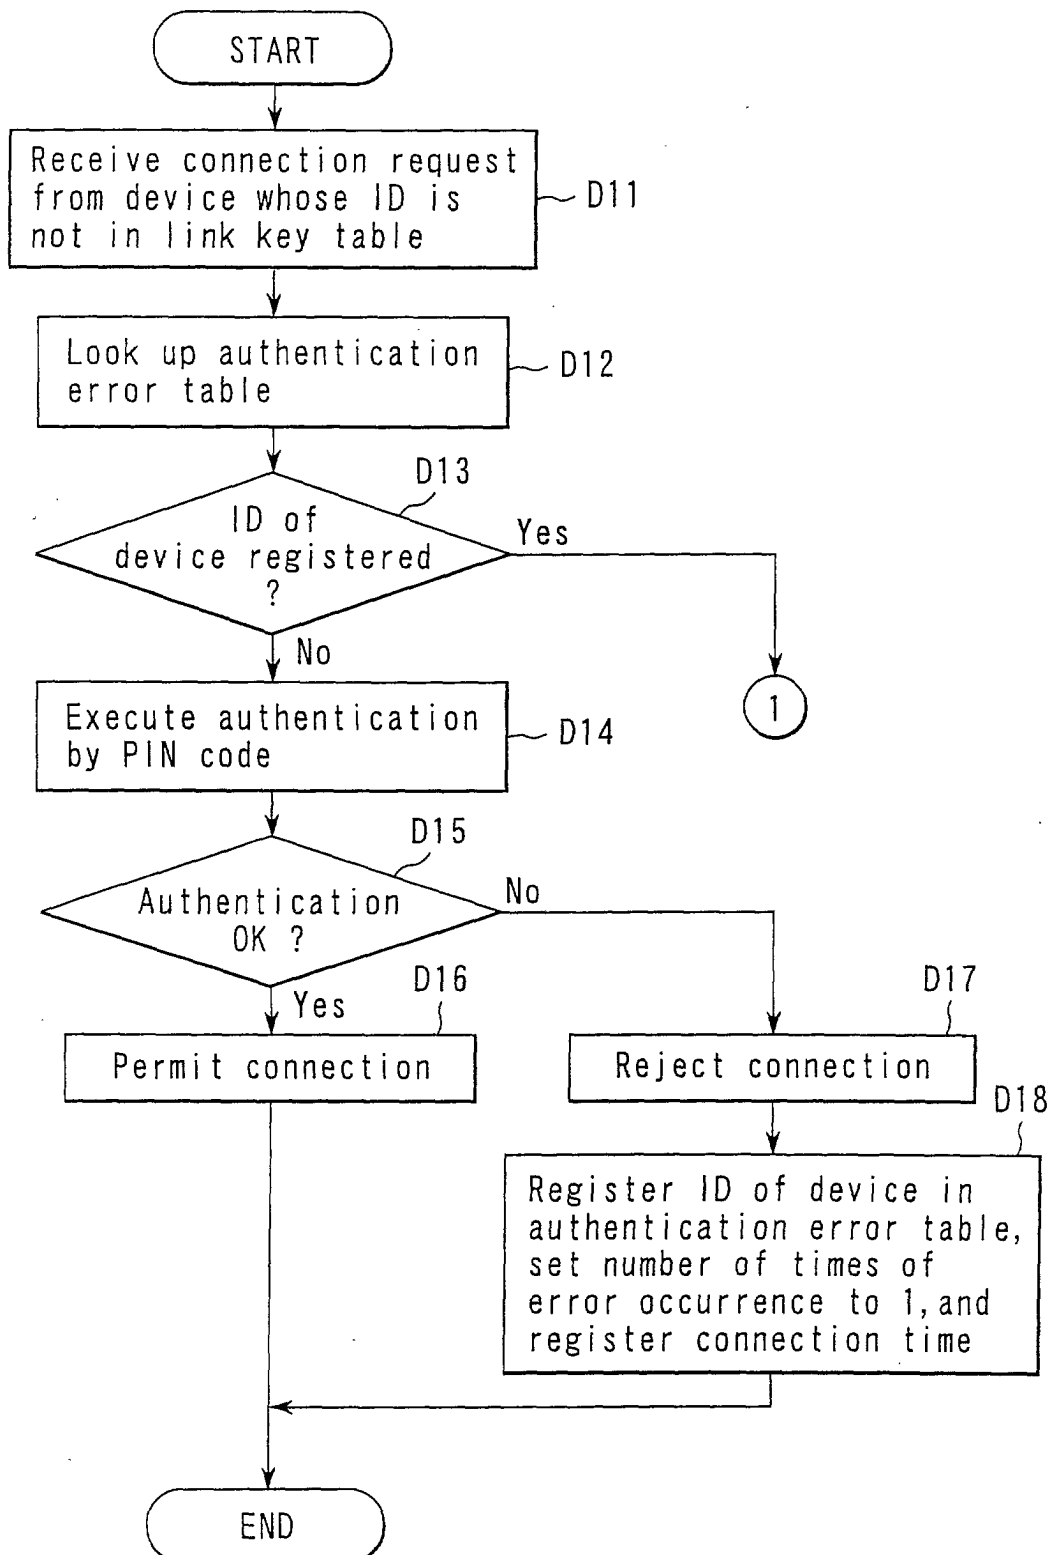 START
Receive connection request
from device whose ID is
not in link key table
D11
Look up authentication
error table
D12
D13
ID of
device registered
?
Yes
No
1
Execute authentication
by PIN code
D14
D15
Authentication
OK ?
No
Yes
D16
D17
Permit connection
Reject connection
D18
Register ID of device in
authentication error table,
set number of times of
error occurrence to 1, and
register connection time
END